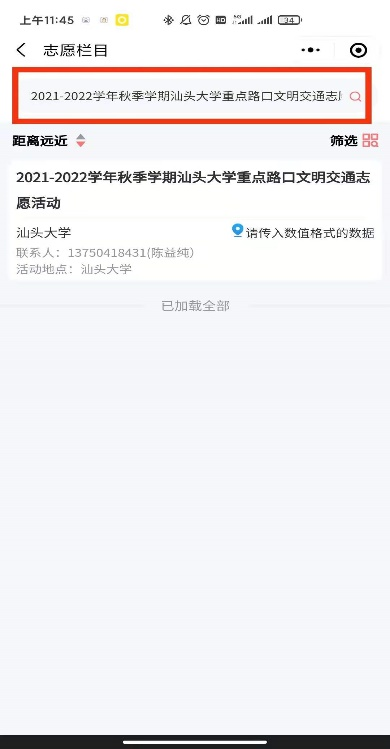 上午11:45
HD
34
志愿栏目
2021-2022学年秋季学期汕头大学重点路口文明交通志
距离远近
筛选
2021-2022学年秋季学期汕头大学重点路口文明交通志
愿活动
汕头大学
请传入数值格式的数据
联系人：13750418431(陈益纯)
活动地点：汕头大学
已加载全部